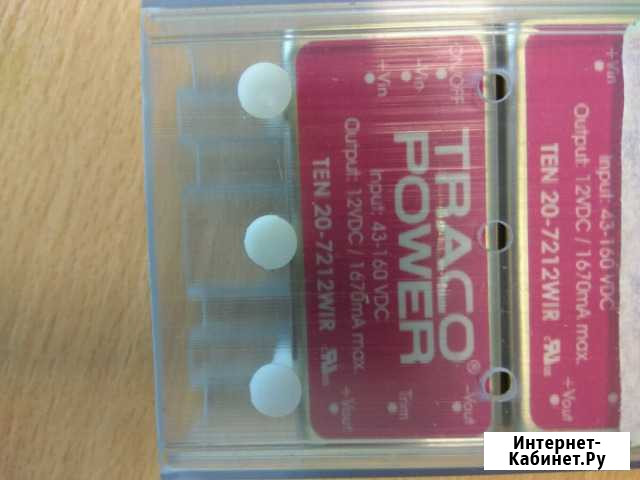 ON/OFF
-Vin
+Vin
TRACO
POWER®
Input: 43-160 VDC
Output: 12VDC / 1670mA max.
TEN 20-7212WIR
-Vout
Trim
+Vout
+Vin
Input: 43-160 VDC
Output: 12VDC / 1670mA max.
TEN 20-7212WIR
+Vout
Интернет-
Кабинет.Ру